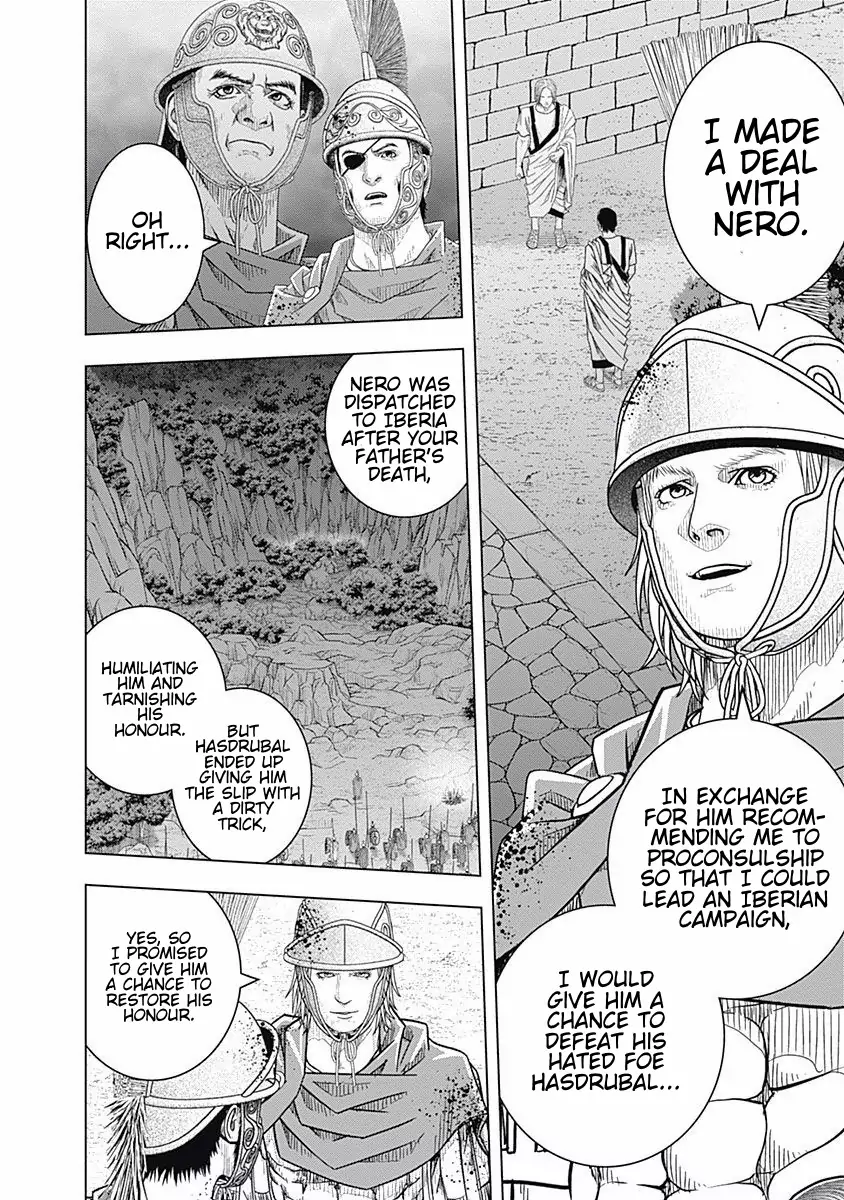 I MADE
A DEAL
WITH
NERO.
IN EXCHANGE
FOR HIM RECOM-
MENDING ME TO
PROCONSULSHIP
SO THAT I COULD
LEAD AN IBERIAN
CAMPAIGN,
I WOULD
GIVE HIM A
CHANCE TO
DEFEAT HIS
HATED FOE
HASDRUBAL...
OH
RIGHT...
NERO WAS
DISPATCHED
TO IBERIA
AFTER YOUR
FATHER'S
DEATH,
BUT
HASDRUBAL
ENDED UP
GIVING HIM
THE SLIP WITH
A DIRTY
TRICK,
HUMILIATING
HIM AND
TARNISHING
HIS
HONOUR.
YES, SO
I PROMISED
TO GIVE HIM
A CHANCE TO
RESTORE HIS
HONOUR.